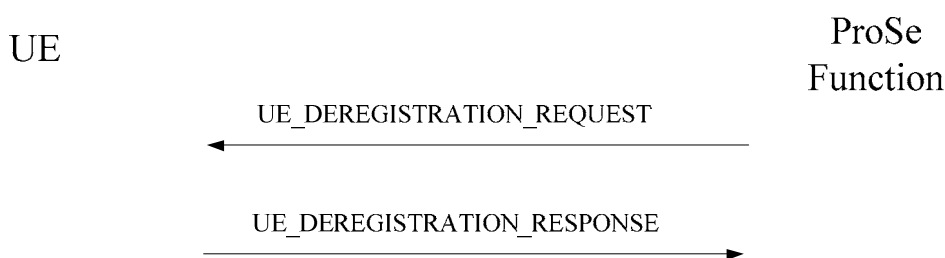 UE
ProSe
Function
UE_DEREGISTRATION_REQUEST
UE_DEREGISTRATION_RESPONSE